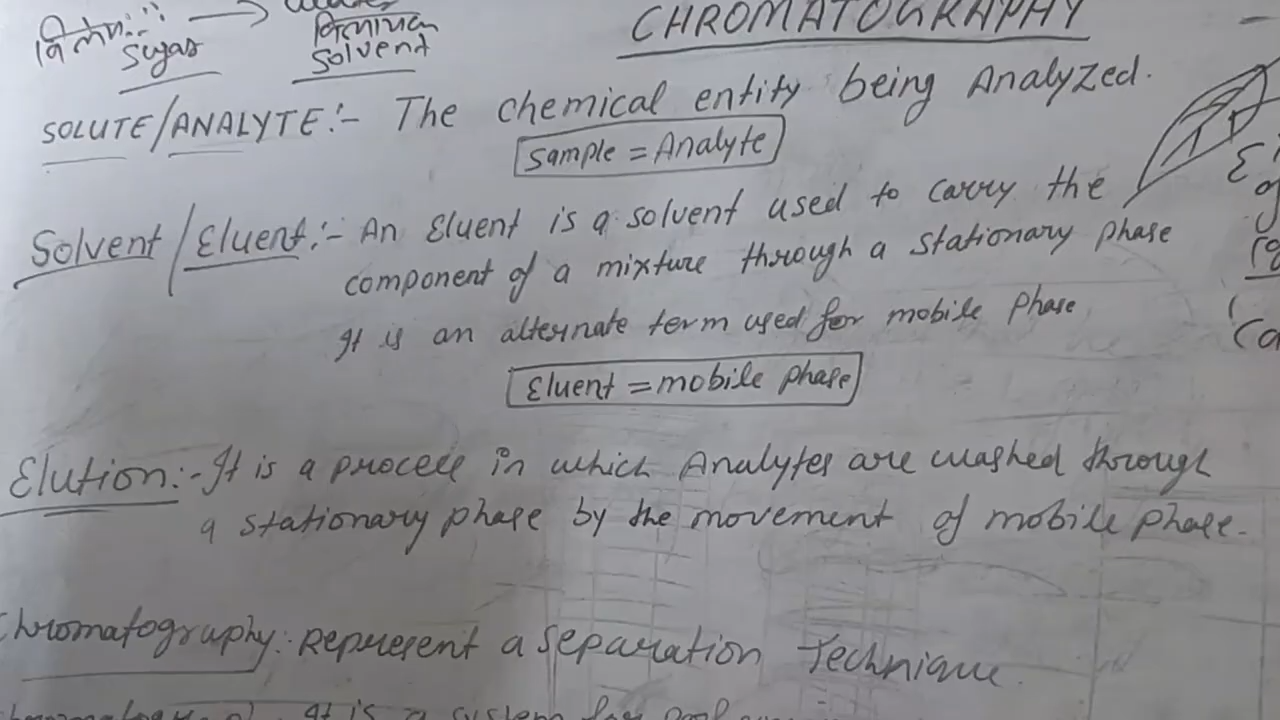 CHROMATOGRAPHY
sugar
विलायक
solvent
SOLUTE/ANALYTE:- The chemical entity being Analyzed.
Sample = Analyte
Solvent/Eluent:- An Eluent is a solvent used to carry the
component of a mixture through a stationary phase
It is an alternate term used for mobile phase
Eluent = mobile phase
Elution:- It is a process in which Analytes are washed through
a stationary phase by the movement of mobile phase.
Chromatography: Represent a separation Technique.
It is a system for